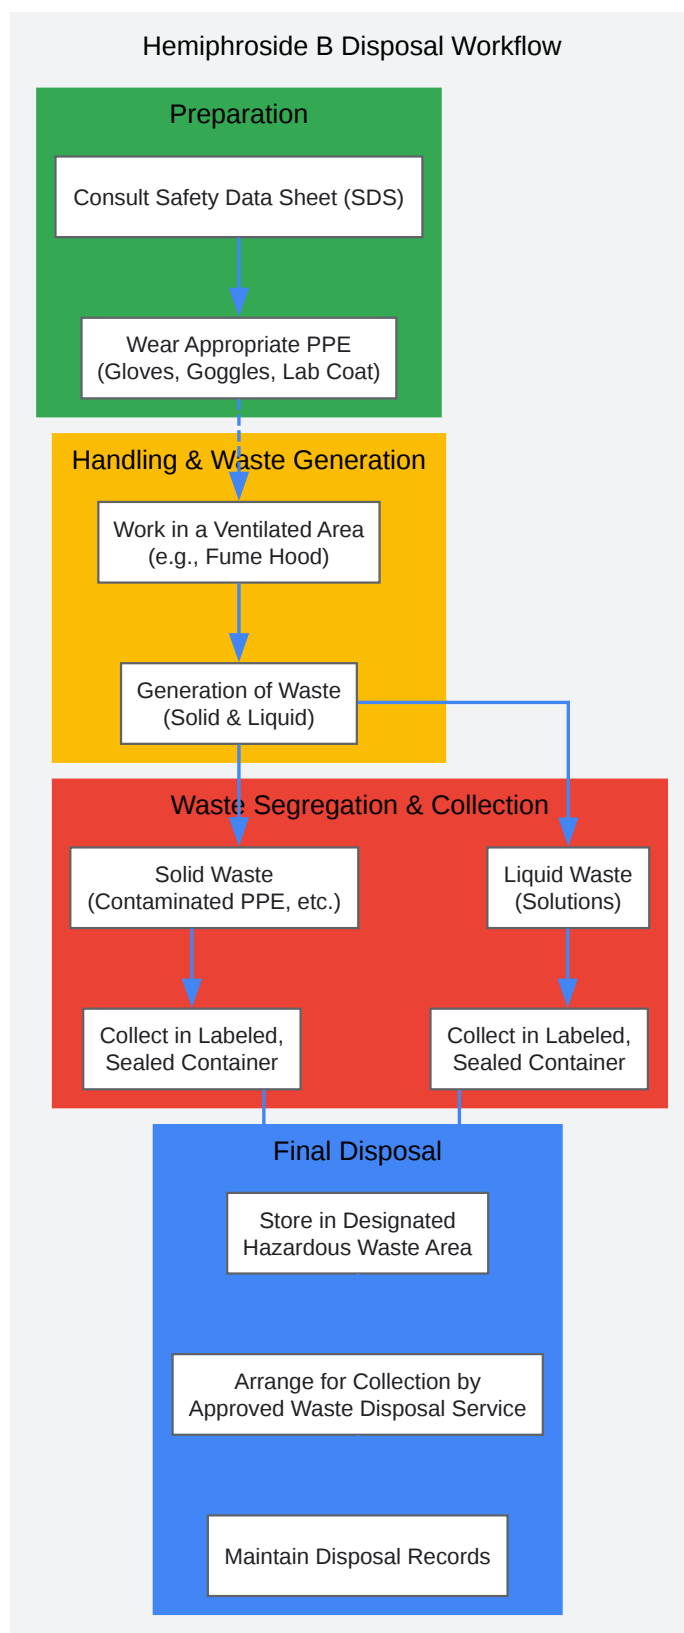 Hemiphroside B Disposal Workflow
Preparation
Consult Safety Data Sheet (SDS)
Wear Appropriate PPE
(Gloves, Goggles, Lab Coat)
Handling & Waste Generation
Work in a Ventilated Area
(e.g., Fume Hood)
Generation of Waste
(Solid & Liquid)
Waste Segregation & Collection
Solid Waste
(Contaminated PPE, etc.)
Liquid Waste
(Solutions)
Collect in Labeled,
Sealed Container
Collect in Labeled,
Sealed Container
Final Disposal
Store in Designated
Hazardous Waste Area
Arrange for Collection by
Approved Waste Disposal Service
Maintain Disposal Records